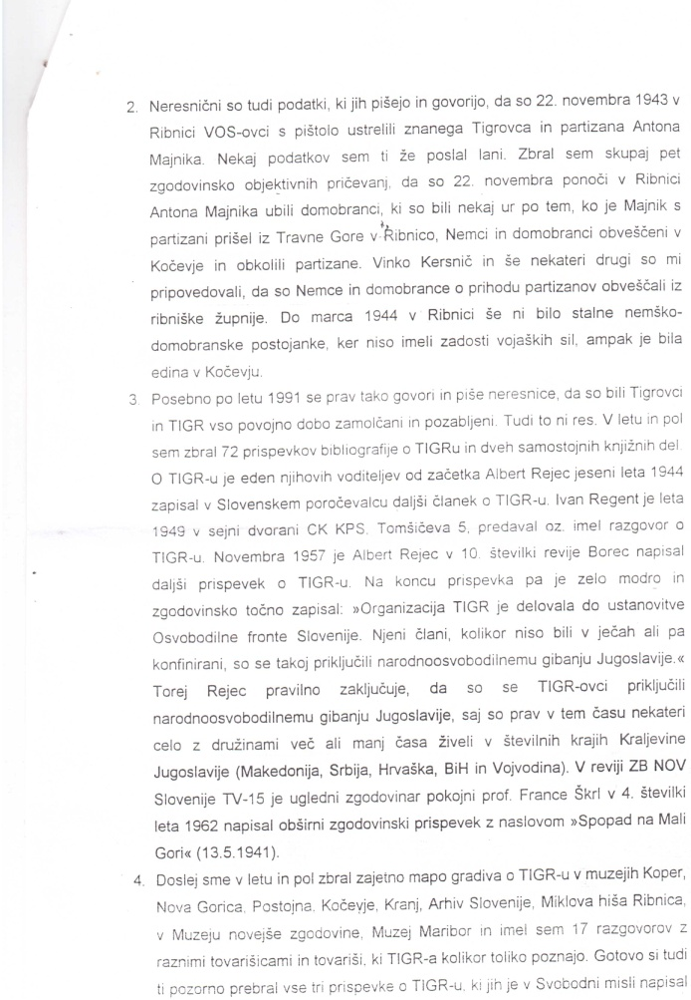 2. Neresnični so tudi podatki, ki jih pišejo in govorijo, da so 22. novembra 1943 v
Ribnici VOS-ovci s pištolo ustrelili znanega Tigrovca in partizana Antona
Majnika. Nekaj podatkov sem ti že poslal lani. Zbral sem skupaj pet
zgodovinsko objektivnih pričevanj, da so 22. novembra ponoči v Ribnici
Antona Majnika ubili domobranci, ki so bili nekaj ur po tem, ko je Majnik s
partizani prišel iz Travne Gore v Ribnico, Nemci in domobranci obveščeni v
Kočevje in obkolili partizane. Vinko Kersnič in še nekateri drugi so mi
pripovedovali, da so Nemce in domobrance o prihodu partizanov obveščali iz
ribniške župnije. Do marca 1944 v Ribnici še ni bilo stalne nemško-
domobranske postojanke, ker niso imeli zadosti vojaških sil, ampak je bila
edina v Kočevju.
3. Posebno po letu 1991 se prav tako govori in piše neresnice, da so bili Tigrovci
in TIGR vso povojno dobo zamolčani in pozabljeni. Tudi to ni res. V letu in pol
sem zbral 72 prispevkov bibliografije o TIGRu in dveh samostojnih knjižnih del.
O TIGR-u je eden njihovih voditeljev od začetka Albert Rejec jeseni leta 1944
zapisal v Slovenskem poročevalcu daljši članek o TIGR-u. Ivan Regent je leta
1949 v sejni dvorani CK KPS, Tomšičeva 5, predaval oz. imel razgovor o
TIGR-u. Novembra 1957 je Albert Rejec v 10. številki revije Borec napisal
daljši prispevek o TIGR-u. Na koncu prispevka pa je zelo modro in
zgodovinsko točno zapisal: »Organizacija TIGR je delovala do ustanovitve
Osvobodilne fronte Slovenije. Njeni člani, kolikor niso bili v ječah ali pa
konfinirani, so se takoj priključili narodnoosvobodilnemu gibanju Jugoslavije.«
Torej Rejec pravilno zaključuje, da so se TIGR-ovci priključili
narodnoosvobodilnemu gibanju Jugoslavije, saj so prav v tem času nekateri
celo z družinami več ali manj časa živeli v številnih krajih Kraljevine
Jugoslavije (Makedonija, Srbija, Hrvaška, BiH in Vojvodina). V reviji ZB NOV
Slovenije TV-15 je ugledni zgodovinar pokojni prof. France Škrl v 4. številki
leta 1962 napisal obširni zgodovinski prispevek z naslovom »Spopad na Mali
Gori« (13.5.1941).
4. Doslej sme v letu in pol zbral zajetno mapo gradiva o TIGR-u v muzejih Koper,
Nova Gorica, Postojna, Kočevje, Kranj, Arhiv Slovenije, Miklova hiša Ribnica,
v Muzeju novejše zgodovine, Muzej Maribor in imel sem 17 razgovorov z
raznimi tovarišicami in tovariši, ki TIGR-a kolikor toliko poznajo. Gotovo si tudi
ti pozorno prebral vse tri prispevke o TIGR-u, ki jih je v Svobodni misli napisal